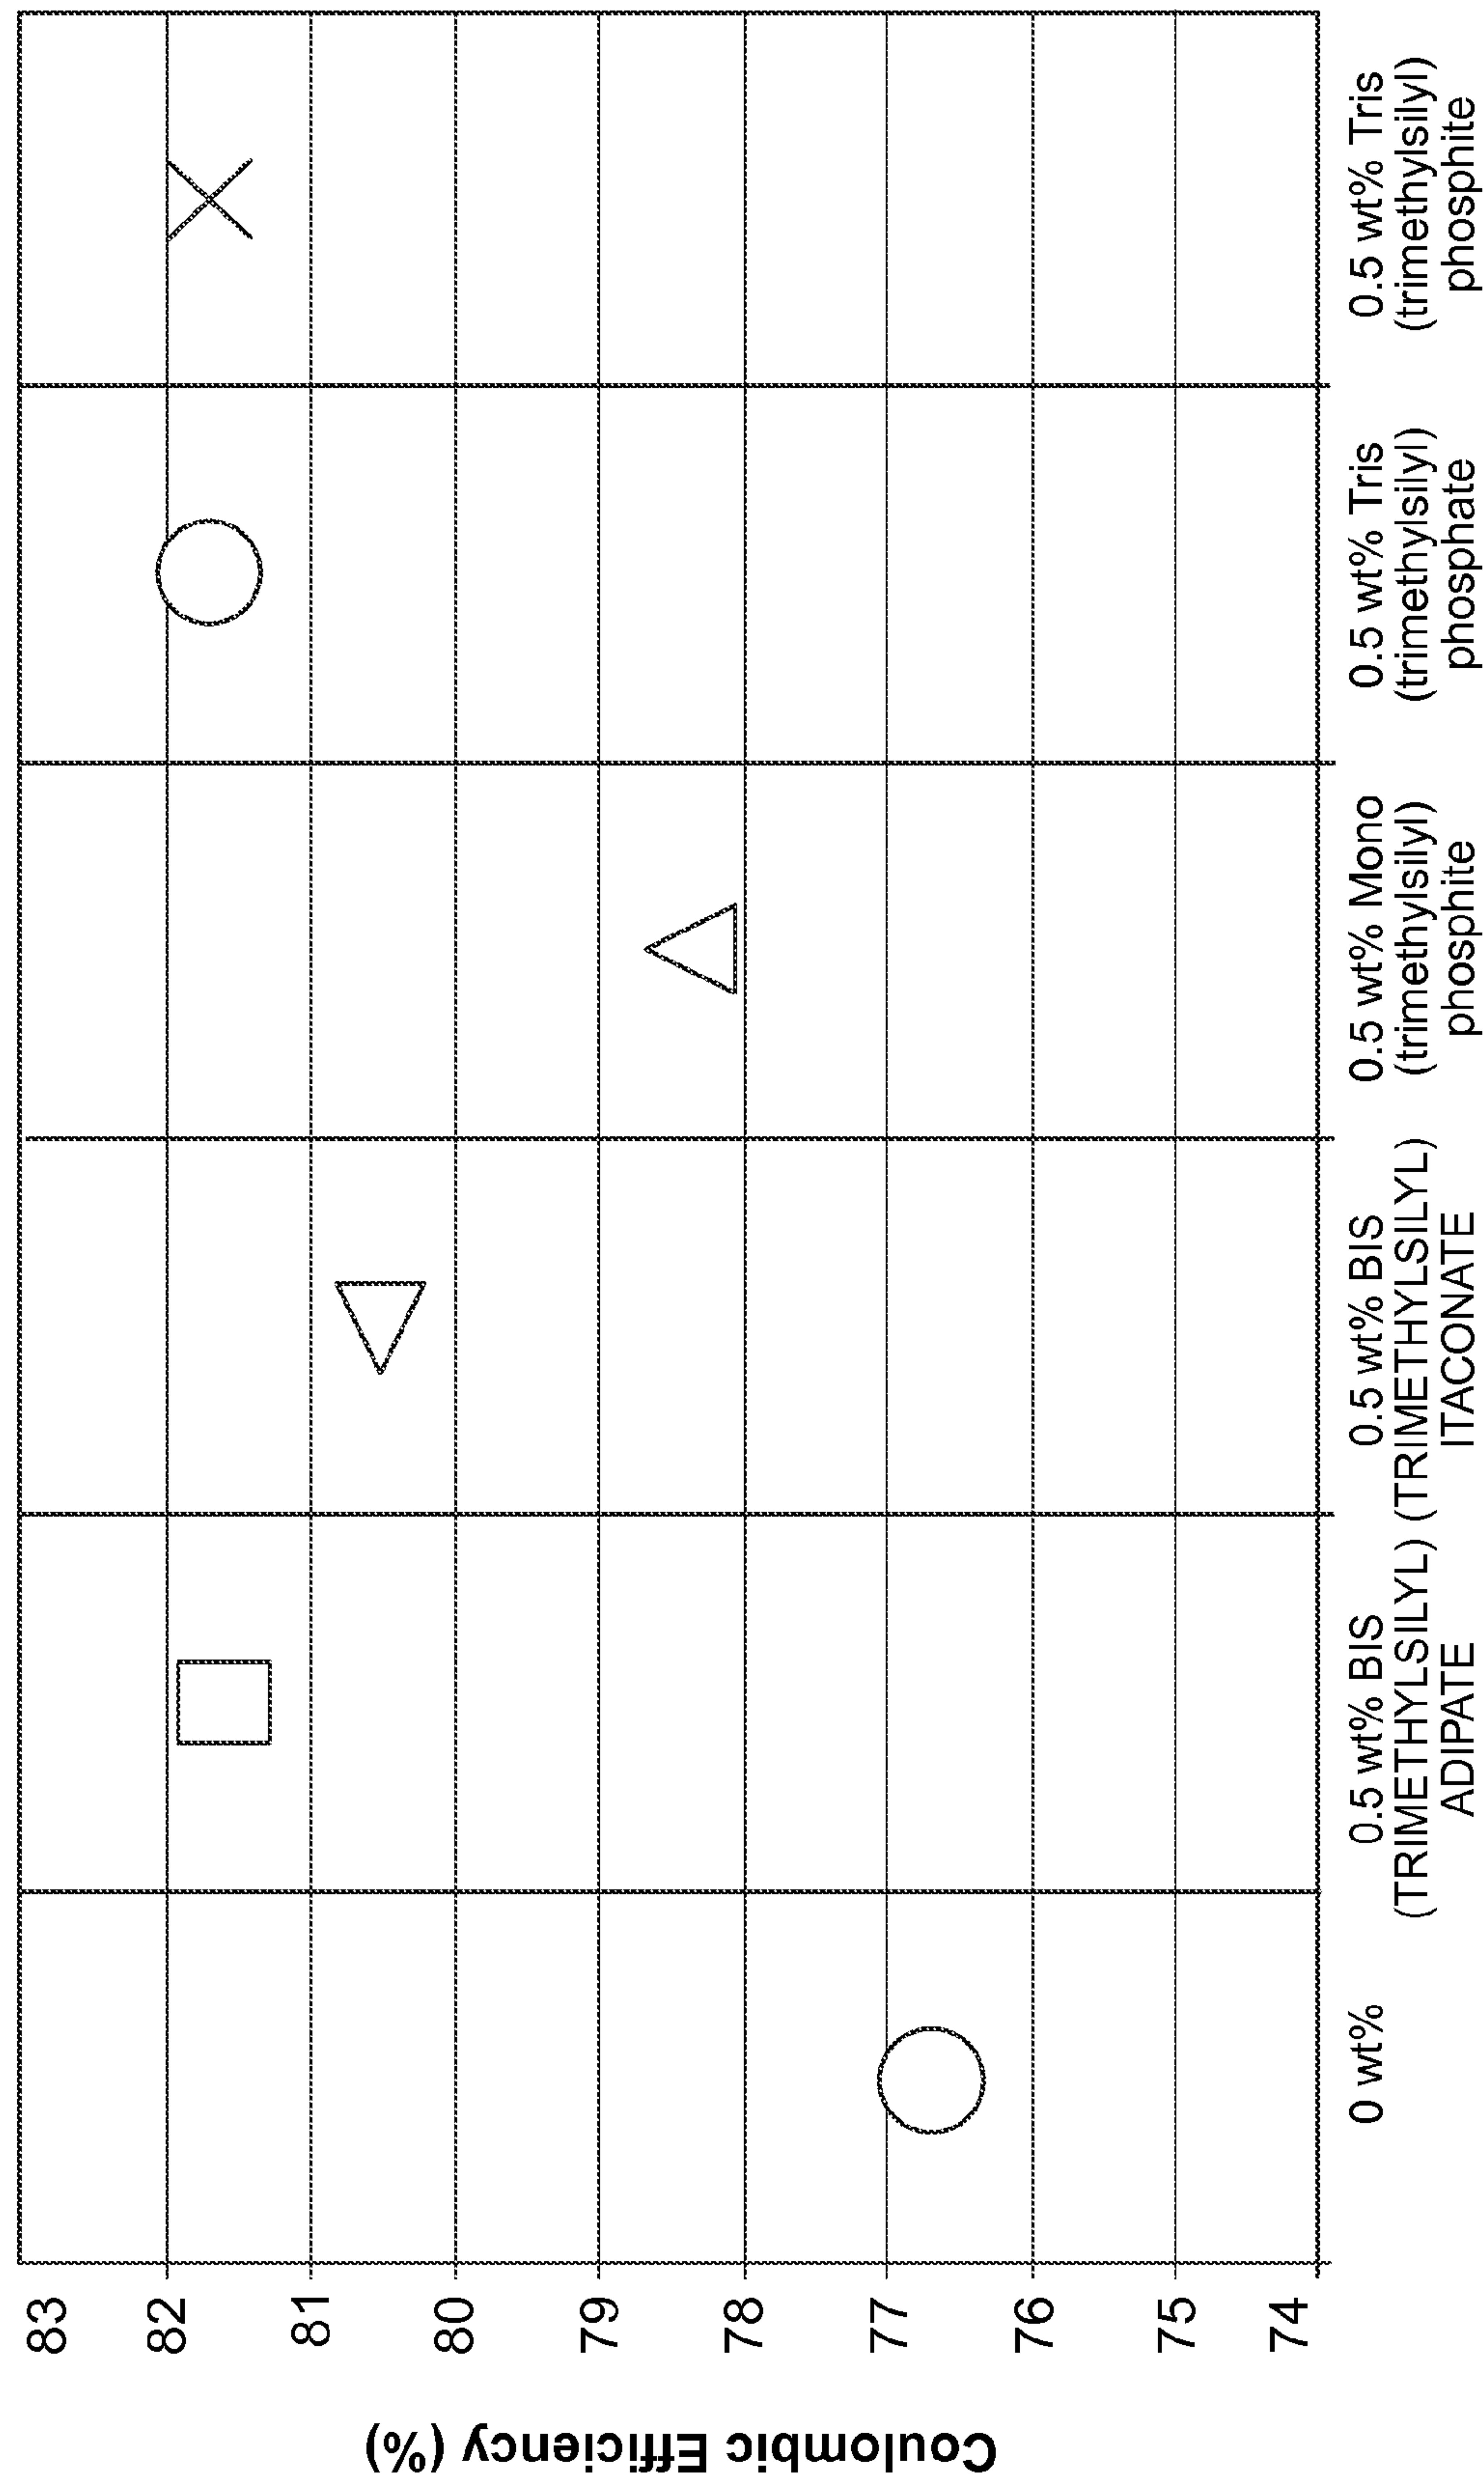 Coulombic Efficiency (%)
83
82
81
80
79
78
77
76
75
74
0 wt%
0.5 wt% BIS
(TRIMETHYLSILYL)
ADIPATE
0.5 wt% BIS
(TRIMETHYLSILYL)
ITACONATE
0.5 wt% Mono
(trimethylsilyl)
phosphite
0.5 wt% Tris
(trimethylsilyl)
phosphate
0.5 wt% Tris
(trimethylsilyl)
phosphite